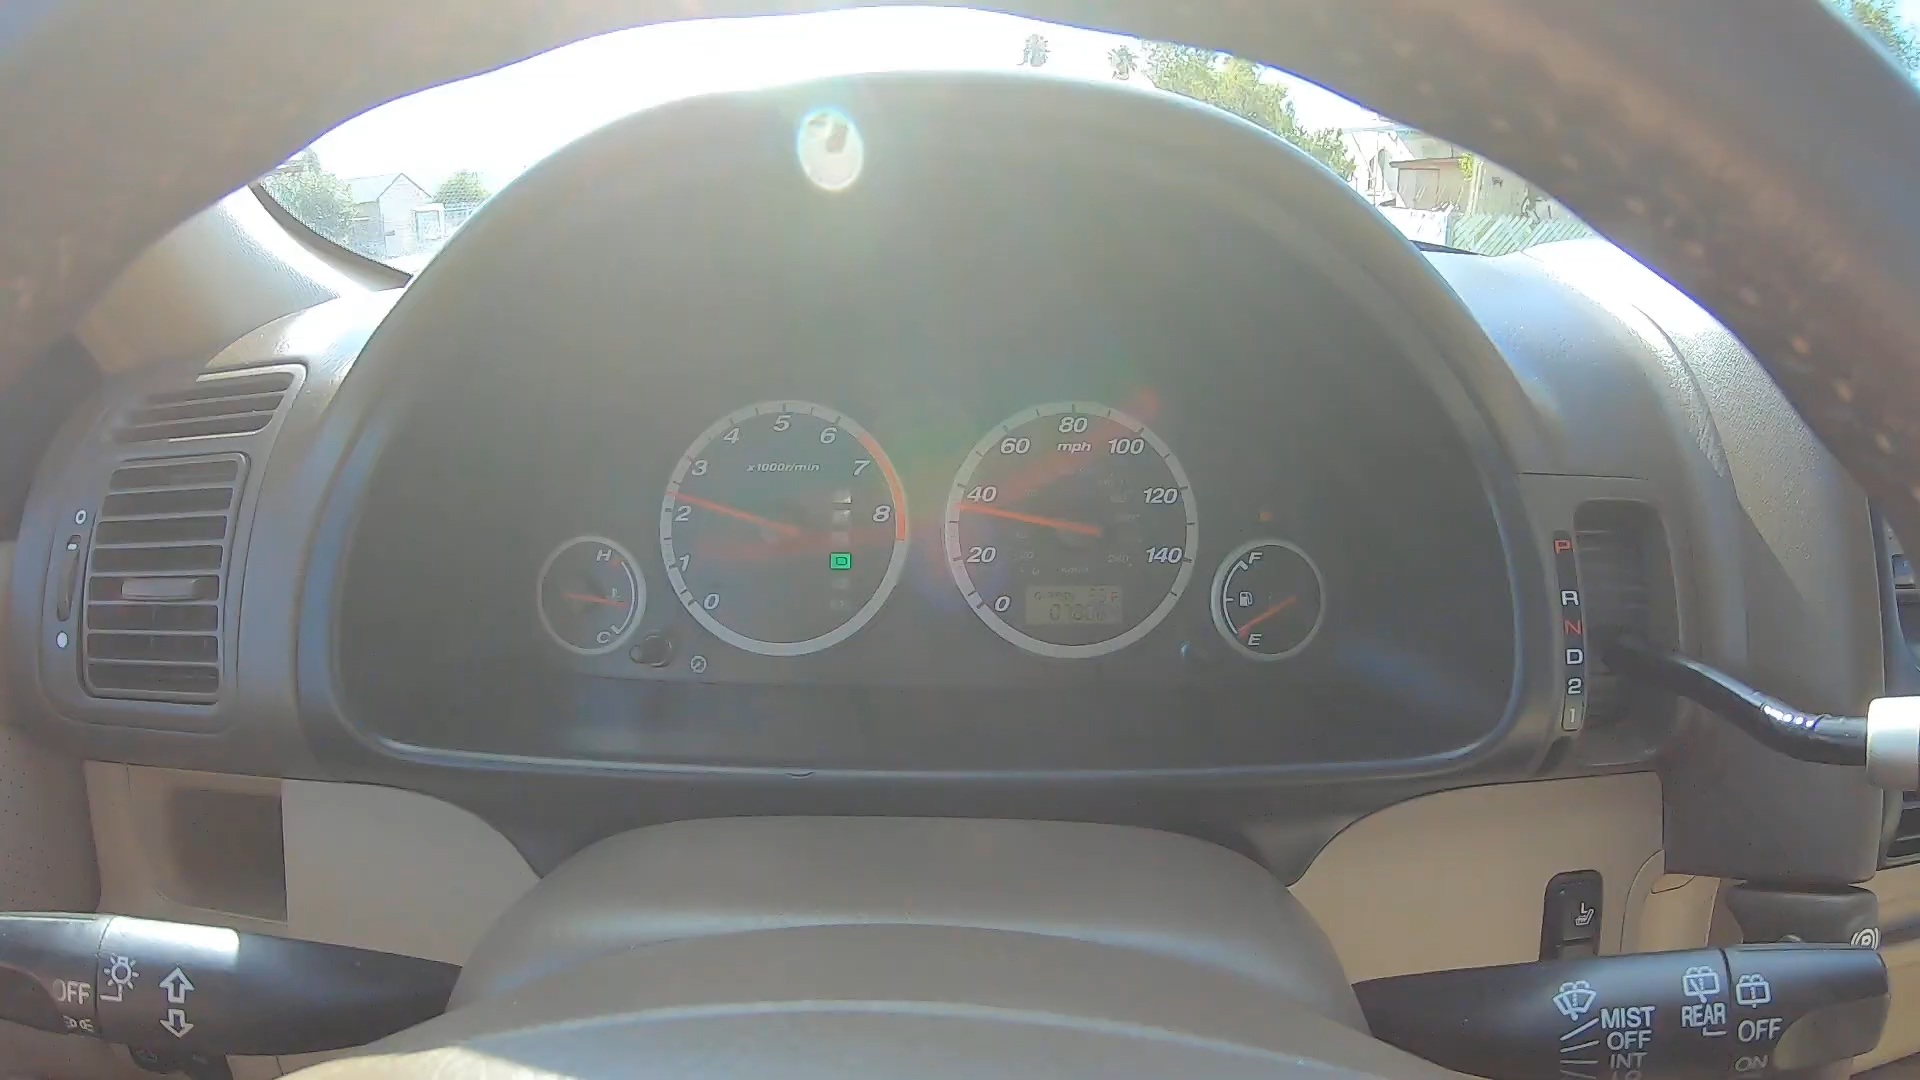 4 5 6
3 7
x1000r/min
2 8
1
0
D
60 80 100
mph
40 120
20 140
0
H
C
F
E
P
R
N
D
2
1
OFF
MIST
OFF
INT
LO
REAR
OFF
ON
L